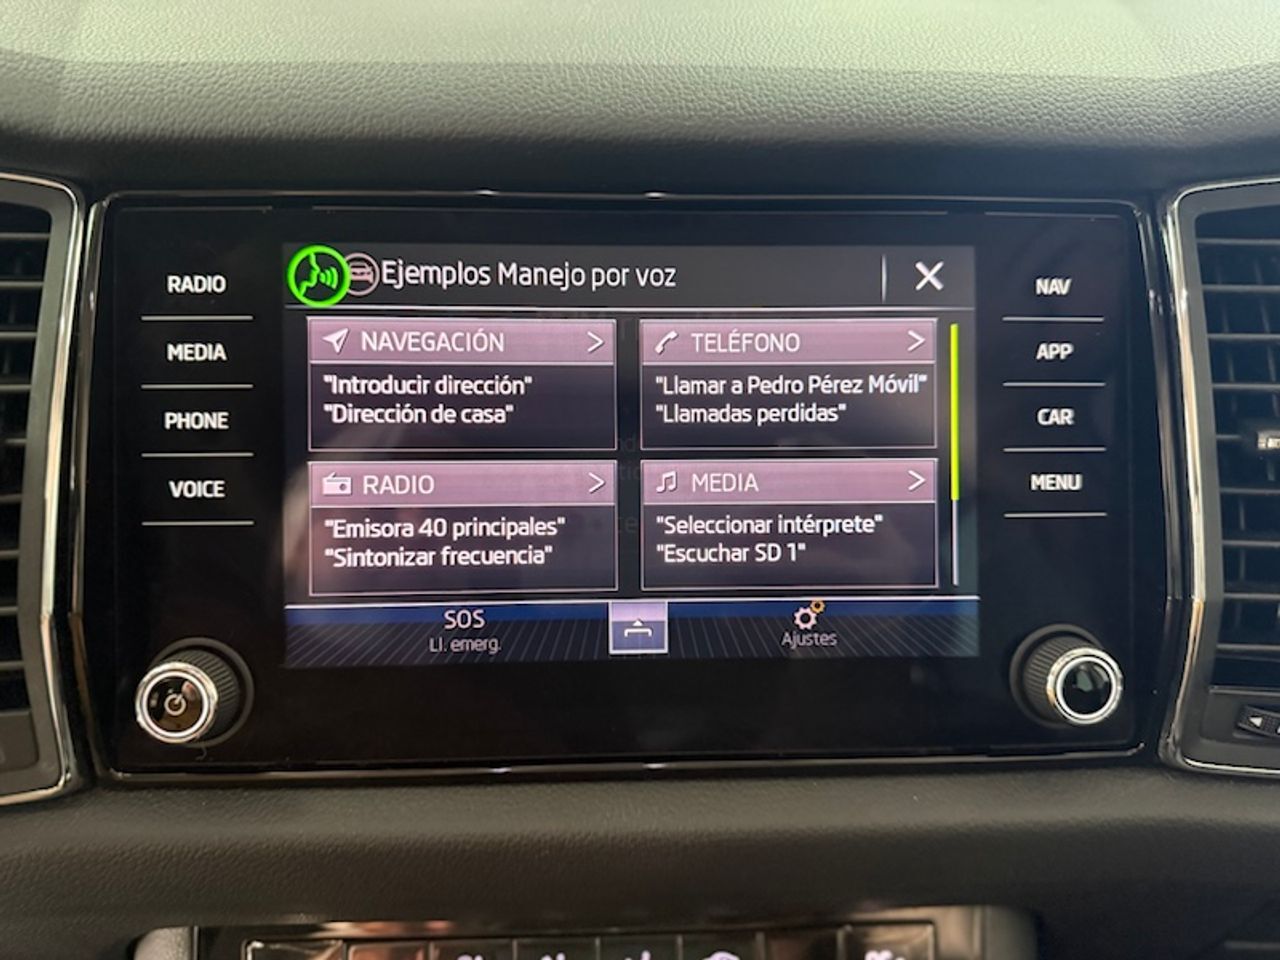 Ejemplos Manejo por voz
RADIO
MEDIA
PHONE
VOICE
NAVEGACIÓN
"Introducir dirección"
"Dirección de casa"
TELÉFONO
"Llamar a Pedro Pérez Móvil"
"Llamadas perdidas"
RADIO
"Emisora 40 principales"
"Sintonizar frecuencia"
MEDIA
"Seleccionar intérprete"
"Escuchar SD 1"
SOS
Ll. emerg.
Ajustes
NAV
APP
CAR
MENU